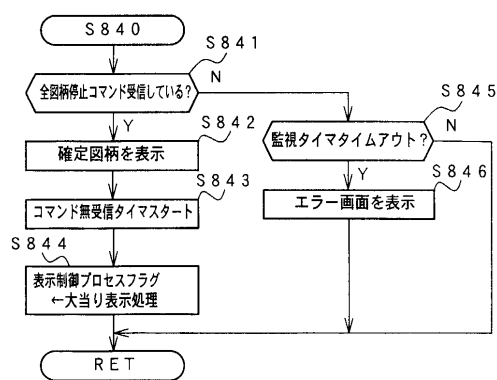 S840
S841
全図柄停止コマンド受信している?
N
S845
Y
S842
監視タイマタイムアウト?
N
確定図柄を表示
Y
S846
S843
エラー画面を表示
コマンド無受信タイマスタート
S844
表示制御プロセスフラグ
←大当り表示処理
RET